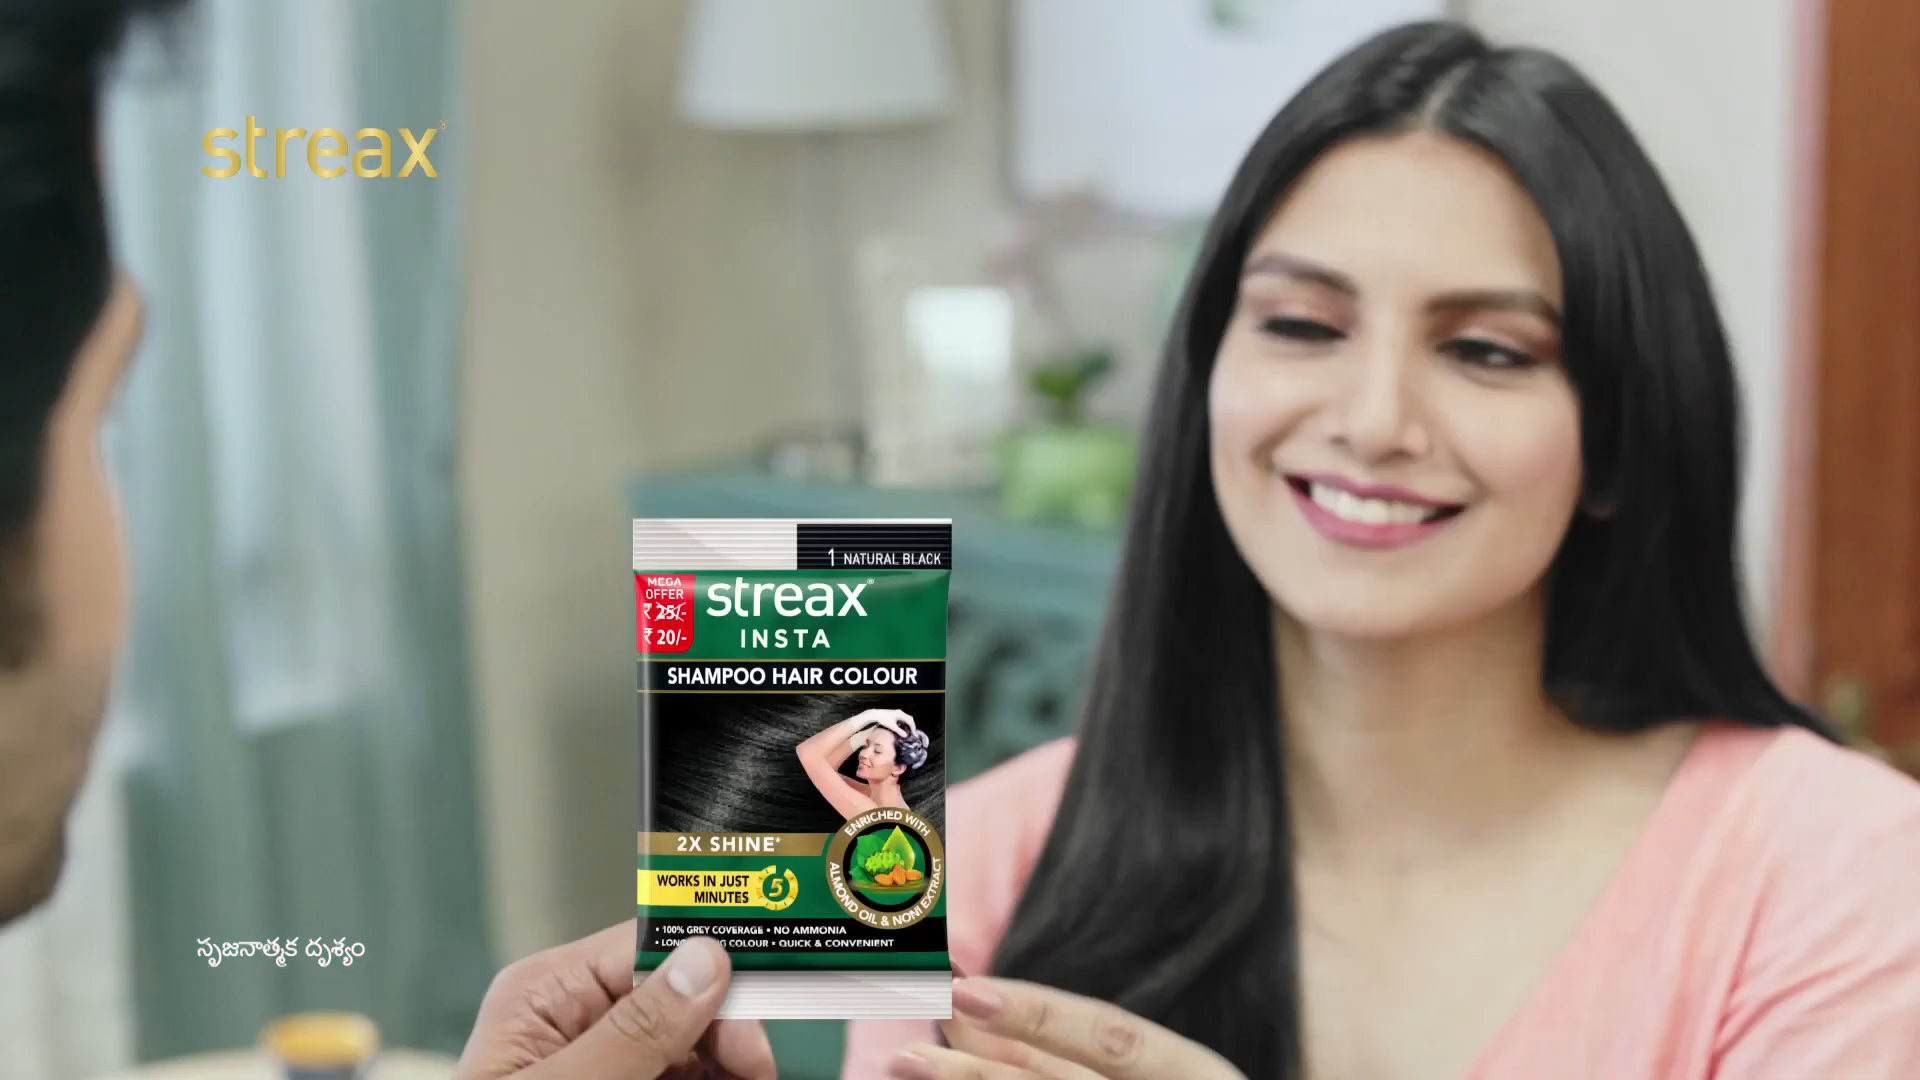 streax®
1 NATURAL BLACK
MEGA
OFFER
₹ 25/-
₹ 20/-
streax®
INSTA
SHAMPOO HAIR COLOUR
2X SHINE*
WORKS IN JUST
MINUTES
5
ENRICHED WITH
ALMOND OIL & NONI EXTRACT
• 100% GREY COVERAGE • NO AMMONIA
COLOUR • QUICK & CONVENIENT
సృజనాత్మక దృశ్యం